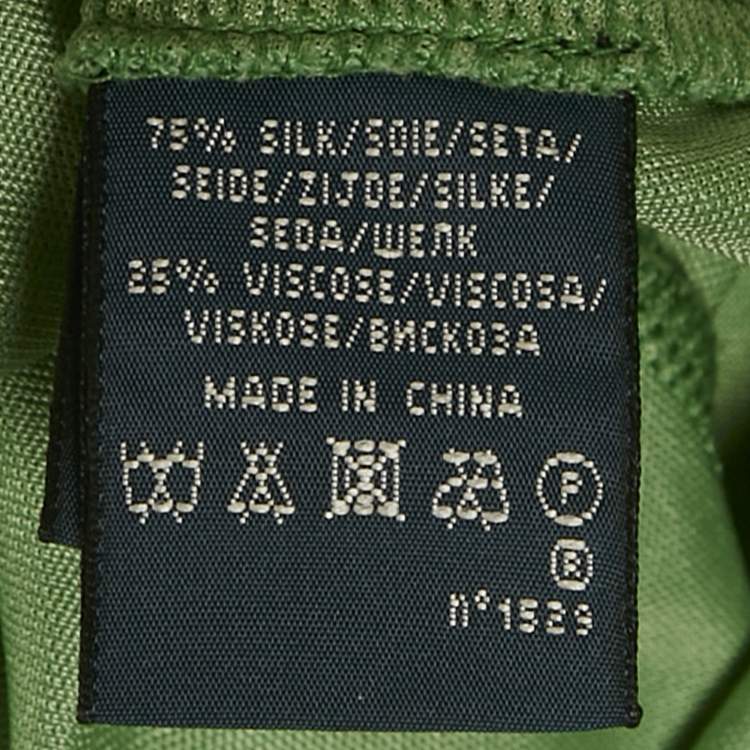 75% SILK/SOIE/SETA/
SEIDE/ZIJDE/SILKE/
SEDA/ШЕЛК
25% VISCOSE/VISCOSA/
VISKOSE/ВИСКОЗА
MADE IN CHINA
F
R
n°1529